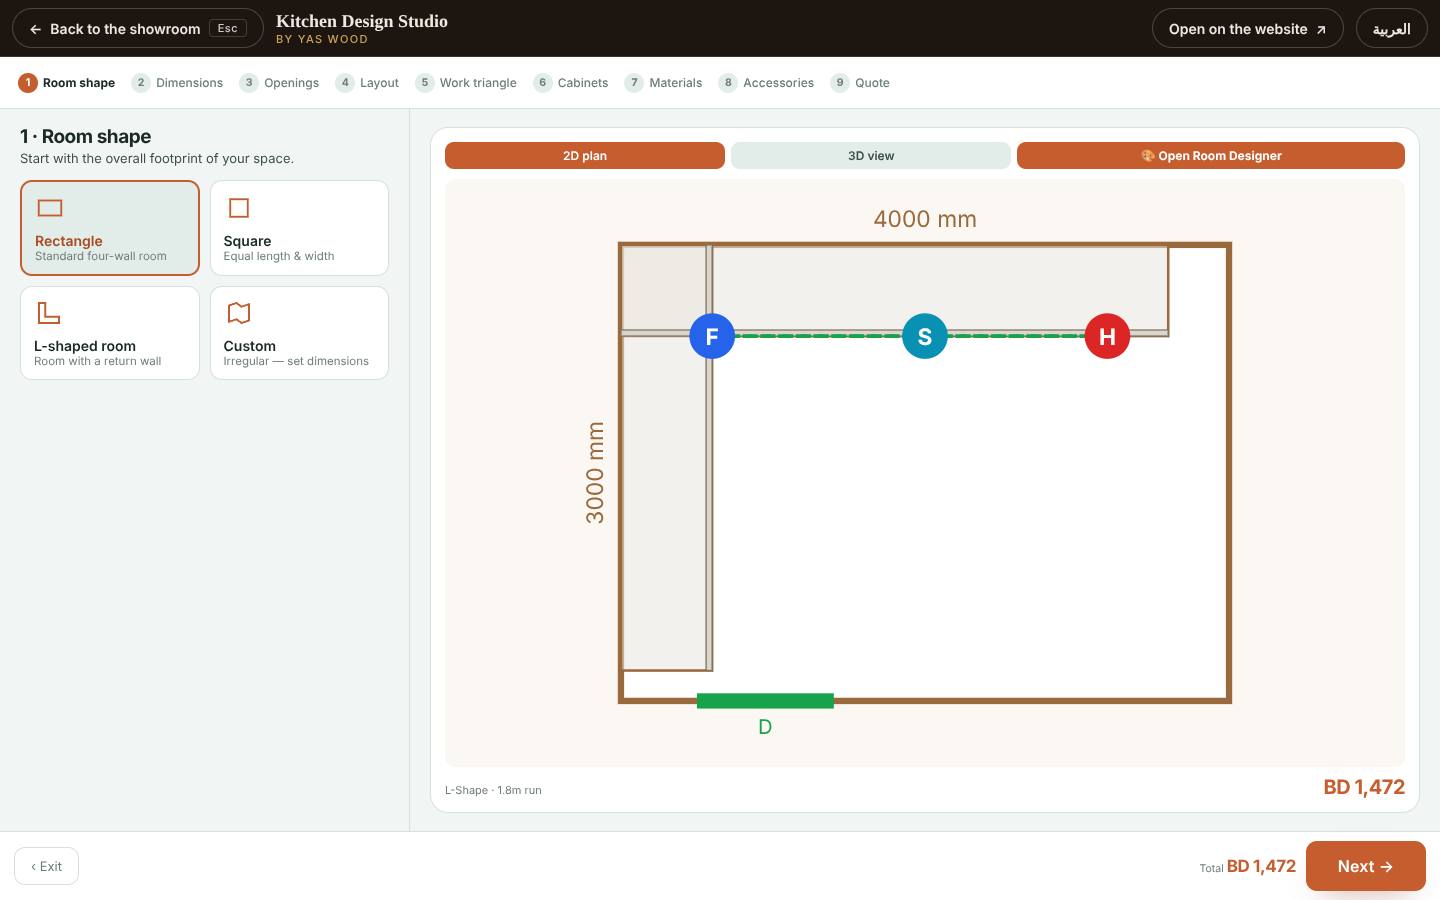 ← Back to the showroom Esc
Kitchen Design Studio
BY YAS WOOD
Open on the website ↗
العربية
1 Room shape
2 Dimensions
3 Openings
4 Layout
5 Work triangle
6 Cabinets
7 Materials
8 Accessories
9 Quote
1 · Room shape
Start with the overall footprint of your space.
Rectangle
Standard four-wall room
Square
Equal length & width
L-shaped room
Room with a return wall
Custom
Irregular — set dimensions
2D plan
3D view
🎨 Open Room Designer
4000 mm
3000 mm
F
S
H
D
L-Shape · 1.8m run
BD 1,472
‹ Exit
Total BD 1,472
Next →